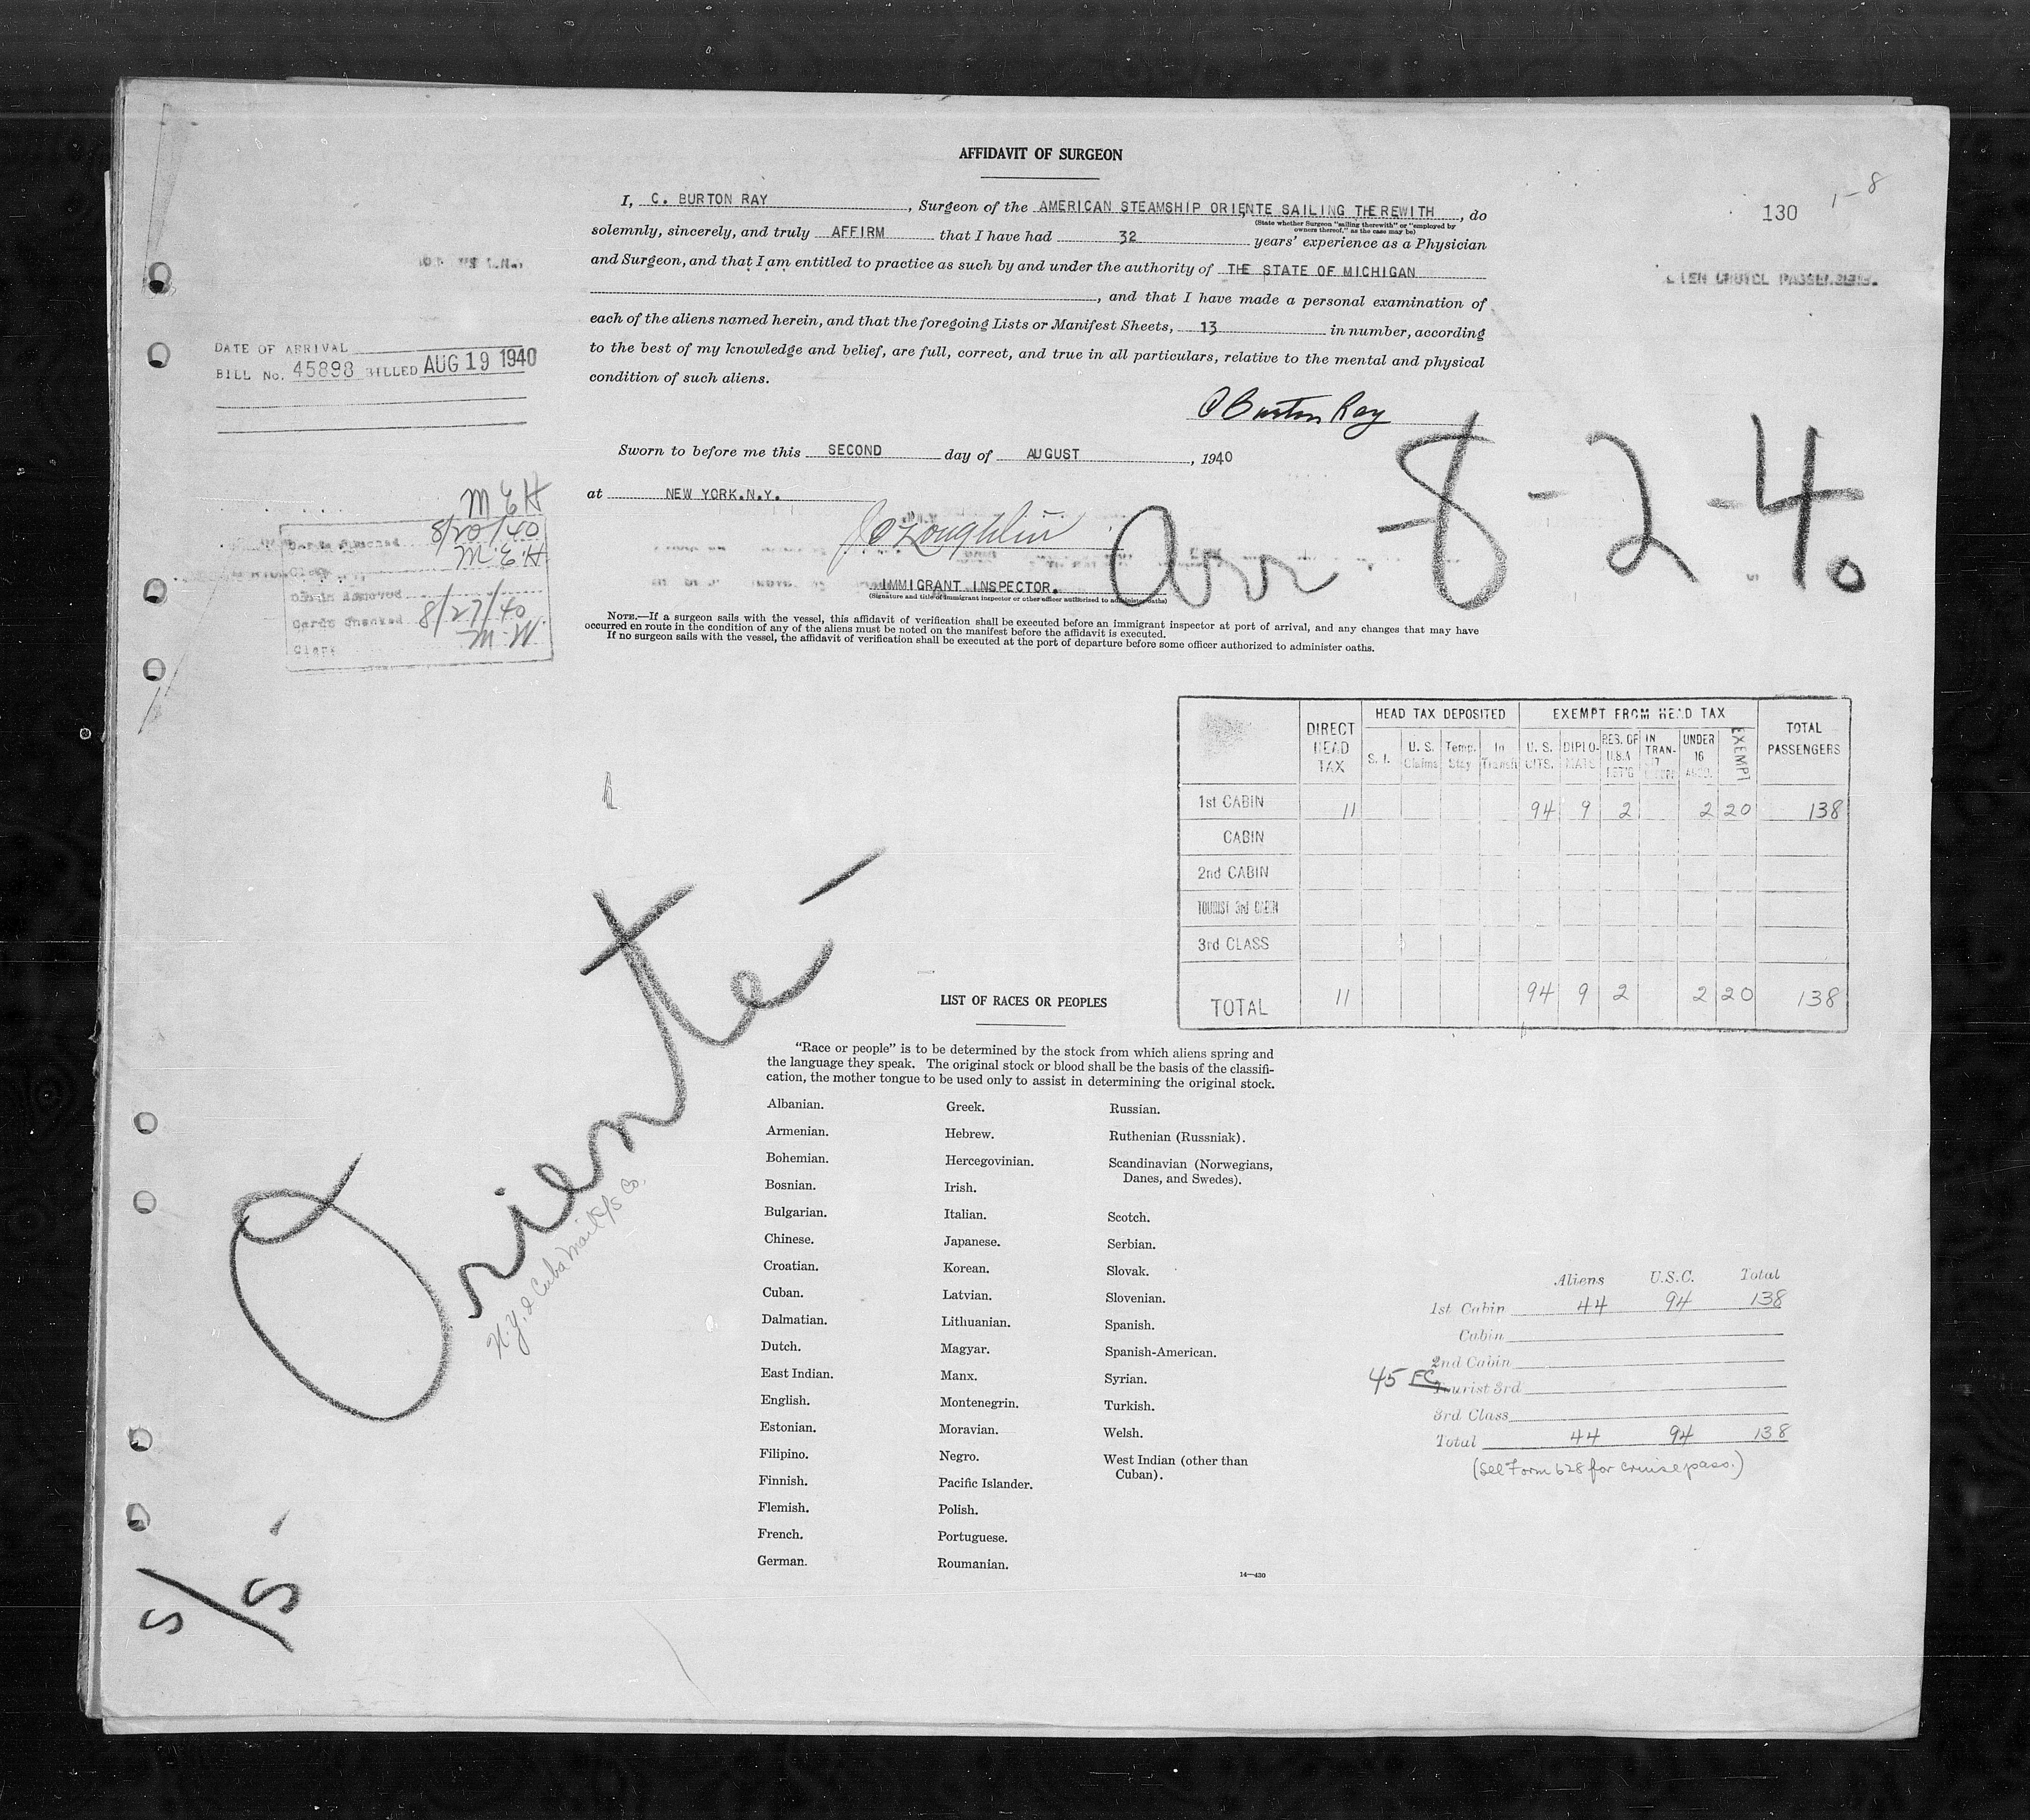 AFFIDAVIT OF SURGEON
130
1-8
I, C. BURTON RAY, Surgeon of the AMERICAN STEAMSHIP ORIENTE SAILING THEREWITH, do
(State whether Surgeon "sailing therewith" or "employed by
owners thereof," as the case may be)
solemnly, sincerely, and truly AFFIRM that I have had 32 years' experience as a Physician
and Surgeon, and that I am entitled to practice as such by and under the authority of THE STATE OF MICHIGAN
, and that I have made a personal examination of
each of the aliens named herein, and that the foregoing Lists or Manifest Sheets, 13 in number, according
to the best of my knowledge and belief, are full, correct, and true in all particulars, relative to the mental and physical
condition of such aliens.
DATE OF ARRIVAL
BILL No. 45898 BILLED AUG 19 1940
C Burton Ray
Sworn to before me this SECOND day of AUGUST, 1940
at NEW YORK.N.Y.
IMMIGRANT INSPECTOR.
(Signature and title of immigrant inspector or other officer authorized to administer oaths)
Arr - 8-2-40
M E H
8/20/40
M.E.H.
8/27/40
M.W.
Cards Checked
Clerk
NOTE.—If a surgeon sails with the vessel, this affidavit of verification shall be executed before an immigrant inspector at port of arrival, and any changes that may have
occurred en route in the condition of any of the aliens must be noted on the manifest before the affidavit is executed.
If no surgeon sails with the vessel, the affidavit of verification shall be executed at the port of departure before some officer authorized to administer oaths.
DIRECT HEAD TAX HEAD TAX DEPOSITED EXEMPT FROM HEAD TAX TOTAL PASSENGERS
S. I. U. S. Claims Temp. Stay In Transit U. S. CITS. DIPLOMATS RES. OF U.S.A IN TRAN- UNDER 16 EXEMPT
1st CABIN 11 94 9 2 2 20 138
CABIN
2nd CABIN
TOURIST 3rd CABIN
3rd CLASS
TOTAL 11 94 9 2 2 20 138
S/S Oriente
N.Y. & Cuba Mail S/S Co.
LIST OF RACES OR PEOPLES
"Race or people" is to be determined by the stock from which aliens spring and
the language they speak. The original stock or blood shall be the basis of the classifi-
cation, the mother tongue to be used only to assist in determining the original stock.
Albanian.
Armenian.
Bohemian.
Bosnian.
Bulgarian.
Chinese.
Croatian.
Cuban.
Dalmatian.
Dutch.
East Indian.
English.
Estonian.
Filipino.
Finnish.
Flemish.
French.
German.
Greek.
Hebrew.
Hercegovinian.
Irish.
Italian.
Japanese.
Korean.
Latvian.
Lithuanian.
Magyar.
Manx.
Montenegrin.
Moravian.
Negro.
Pacific Islander.
Polish.
Portuguese.
Roumanian.
Russian.
Ruthenian (Russniak).
Scandinavian (Norwegians,
Danes, and Swedes).
Scotch.
Serbian.
Slovak.
Slovenian.
Spanish.
Spanish-American.
Syrian.
Turkish.
Welsh.
West Indian (other than
Cuban).
14—430
Aliens U.S.C. Total
1st Cabin 44 94 138
Cabin
2nd Cabin
45 FC
Tourist 3rd
3rd Class
Total 44 94 138
(See Form 628 for cruise pass.)